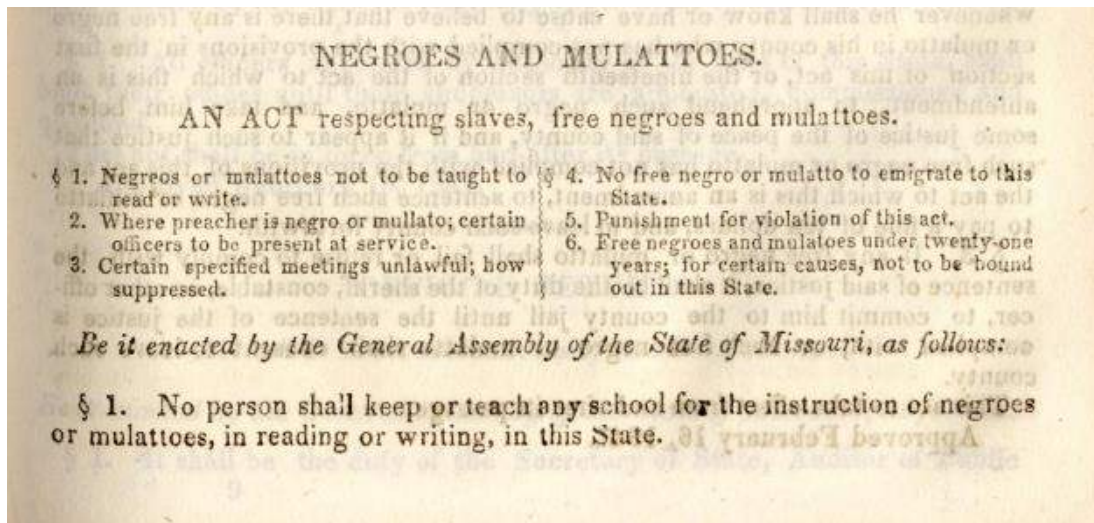 NEGROES AND MULATTOES.
AN ACT respecting slaves, free negroes and mulattoes.
§ 1. Negreos or mulattoes not to be taught to
read or write.
2. Where preacher is negro or mullato; certain
officers to be present at service.
3. Certain specified meetings unlawful; how
suppressed.
§ 4. No free negro or mulatto to emigrate to this
State.
5. Punishment for violation of this act.
6. Free negroes and mulatoes under twenty-one
years; for certain causes, not to be bound
out in this State.
Be it enacted by the General Assembly of the State of Missouri, as follows:
§ 1. No person shall keep or teach any school for the instruction of negroes
or mulattoes, in reading or writing, in this State.